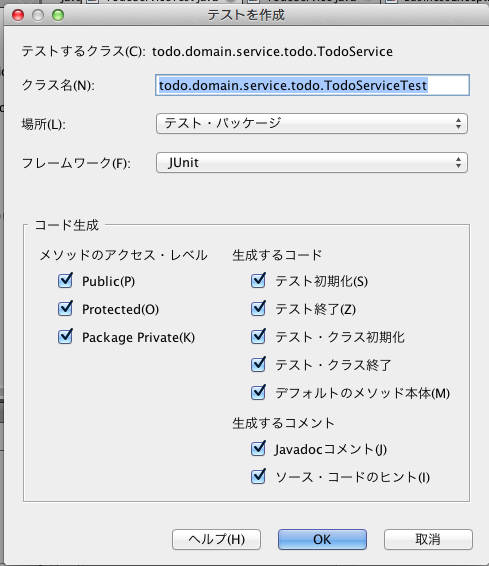 テストを作成
テストするクラス(C): todo.domain.service.todo.TodoService
クラス名(N): todo.domain.service.todo.TodoServiceTest
場所(L): テスト・パッケージ
フレームワーク(F): JUnit
コード生成
メソッドのアクセス・レベル
Public(P)
Protected(O)
Package Private(K)
生成するコード
テスト初期化(S)
テスト終了(Z)
テスト・クラス初期化
テスト・クラス終了
デフォルトのメソッド本体(M)
生成するコメント
Javadocコメント(J)
ソース・コードのヒント(I)
ヘルプ(H) OK 取消